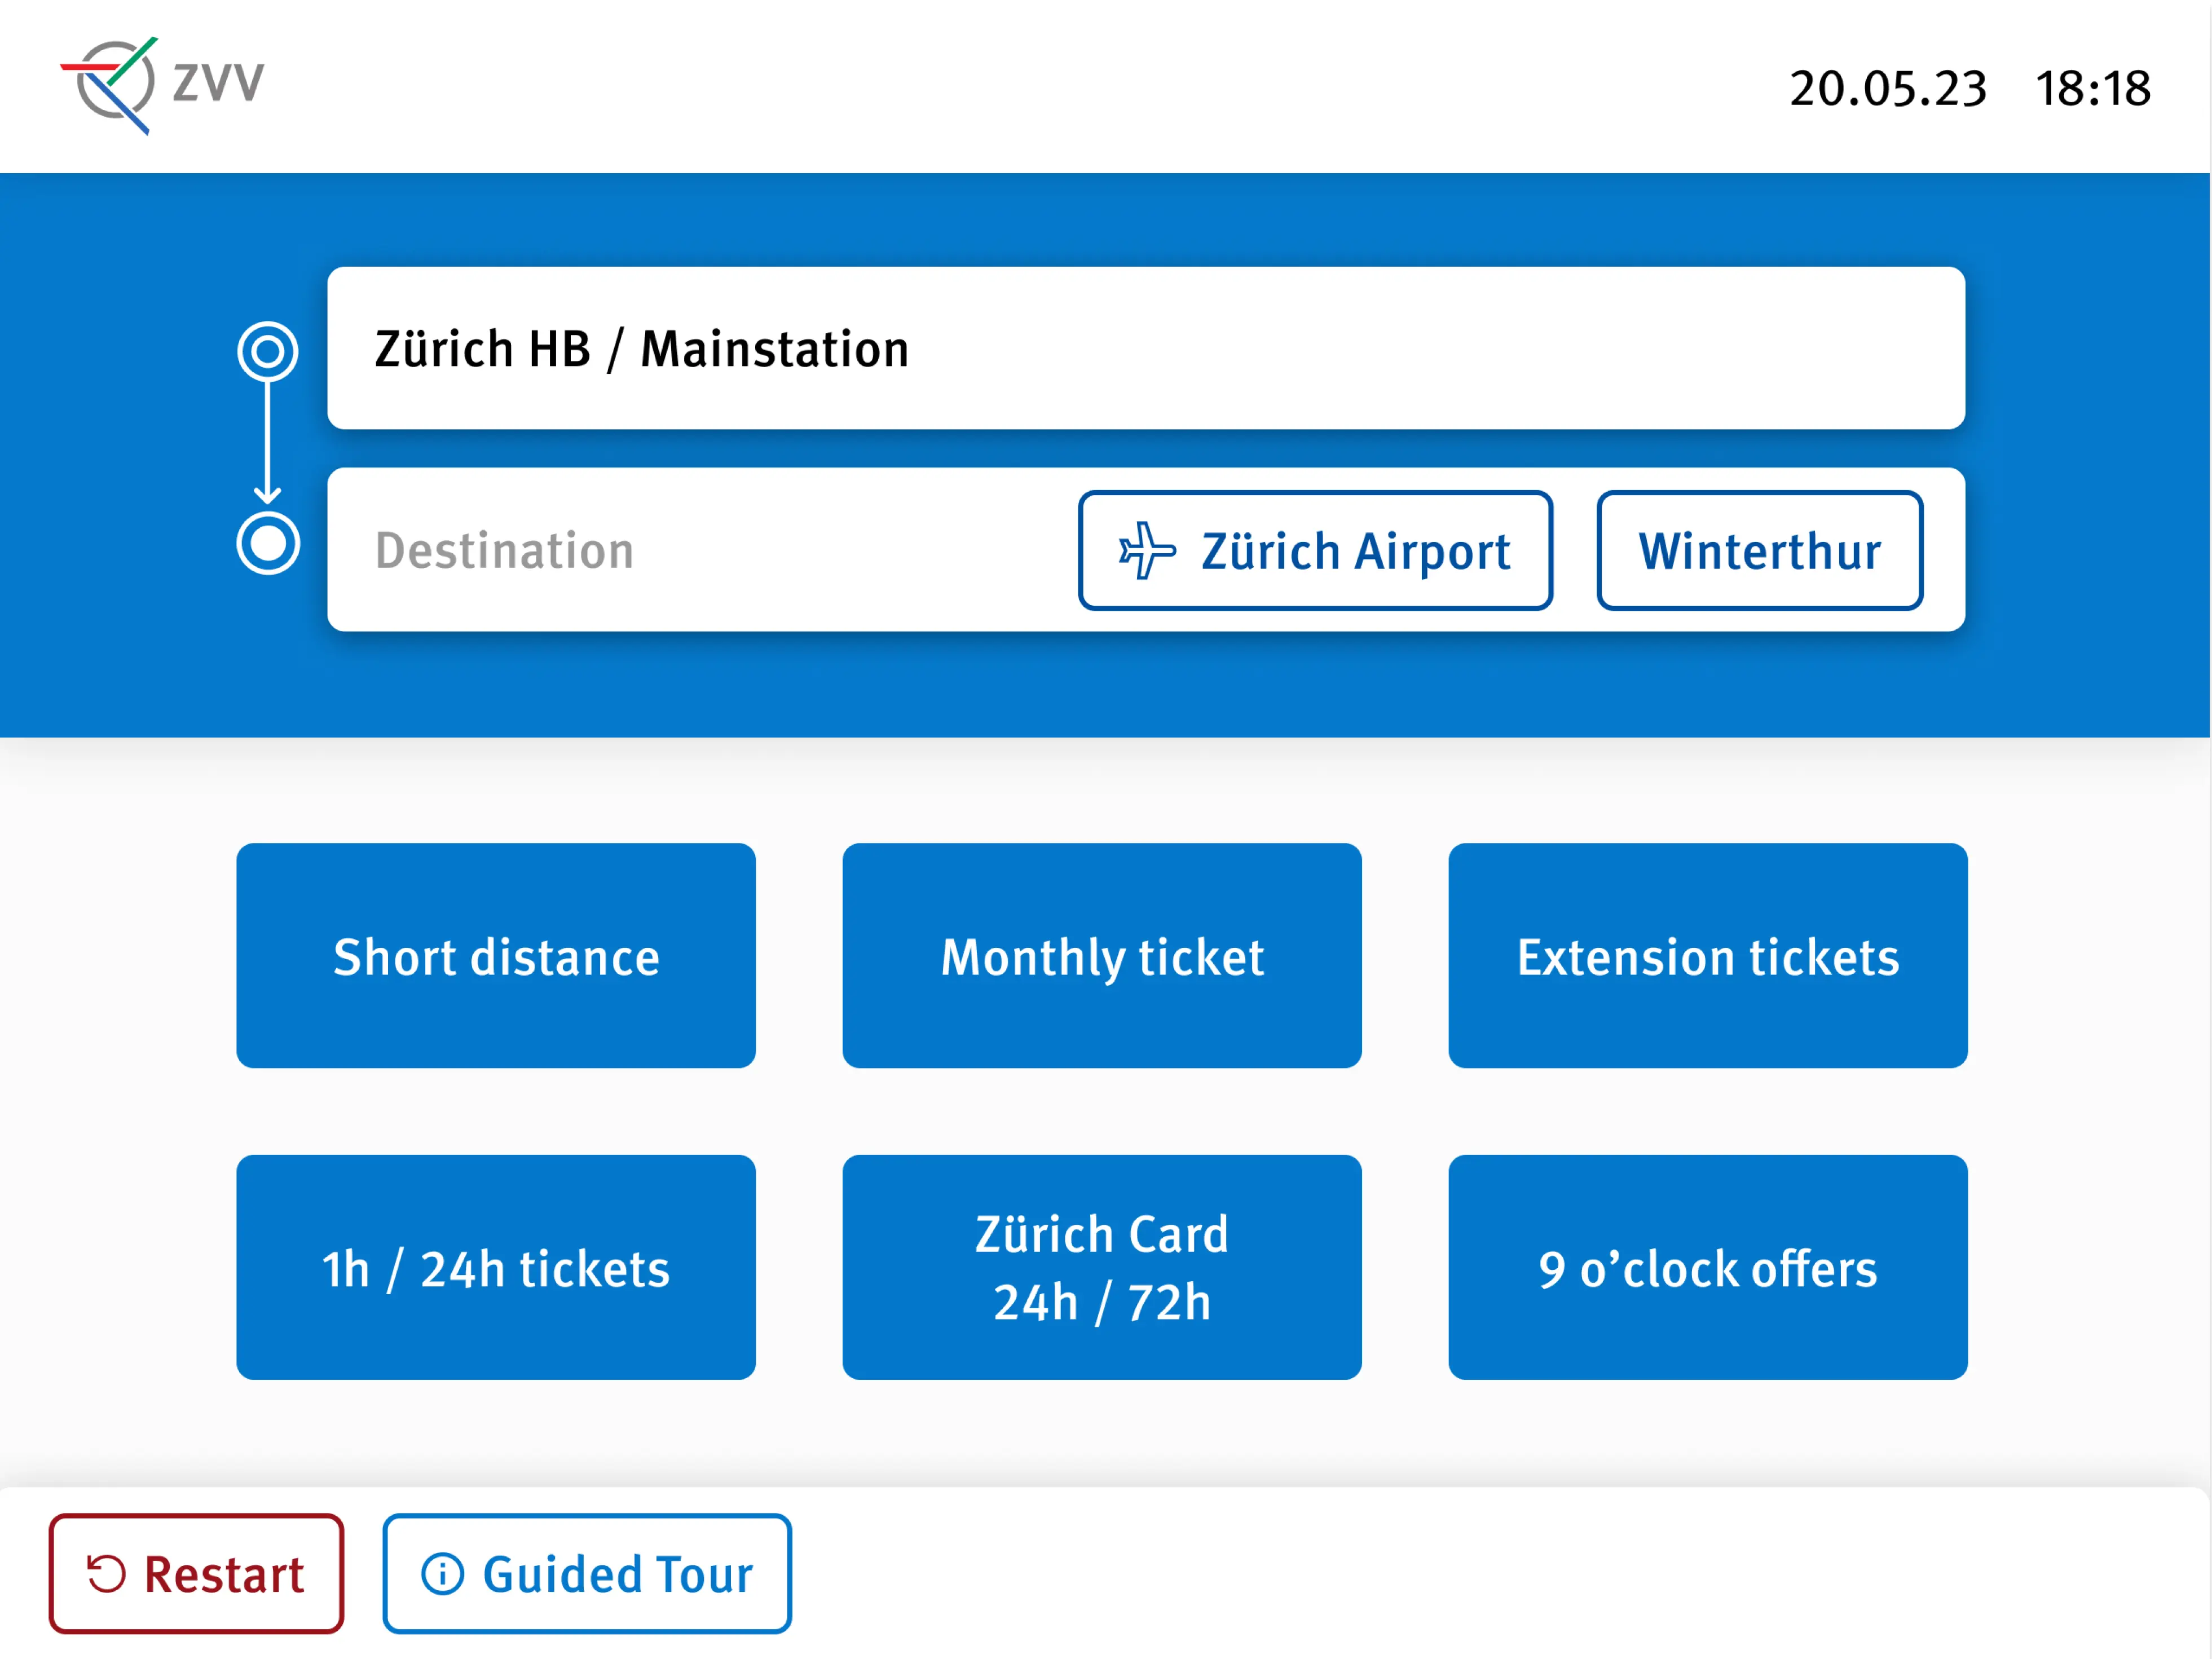 zvv
20.05.23 18:18
Zürich HB / Mainstation
Destination
Zürich Airport
Winterthur
Short distance
Monthly ticket
Extension tickets
1h / 24h tickets
Zürich Card
24h / 72h
9 o’clock offers
Restart
Guided Tour